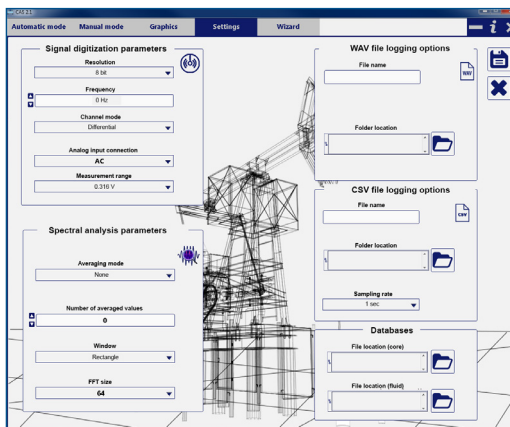 CAD 2.1
Automatic mode Manual mode Graphics Settings Wizard
Signal digitization parameters
Resolution
8 bit
Frequency
0 Hz
Channel mode
Differential
Analog input connection
AC
Measurement range
0.316 V
Spectral analysis parameters
Averaging mode
None
Number of averaged values
0
Window
Rectangle
FFT size
64
WAV file logging options
File name
WAV
Folder location
CSV file logging options
File name
CSV
Folder location
Sampling rate
1 sec
Databases
File location (core)
File location (fluid)